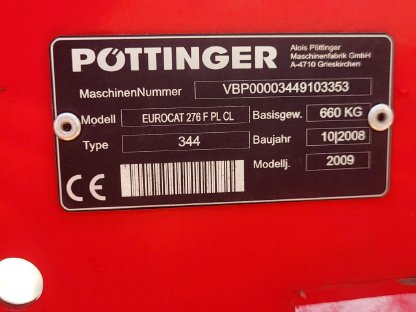 PÖTTINGER
Alois Pöttinger
Maschinenfabrik GmbH
A-4710 Grieskirchen
MaschinenNummer VBP00003449103353
Modell EUROCAT 276 F PL CL Basisgew. 660 KG
Type 344 Baujahr 10|2008
Modellj. 2009
CE